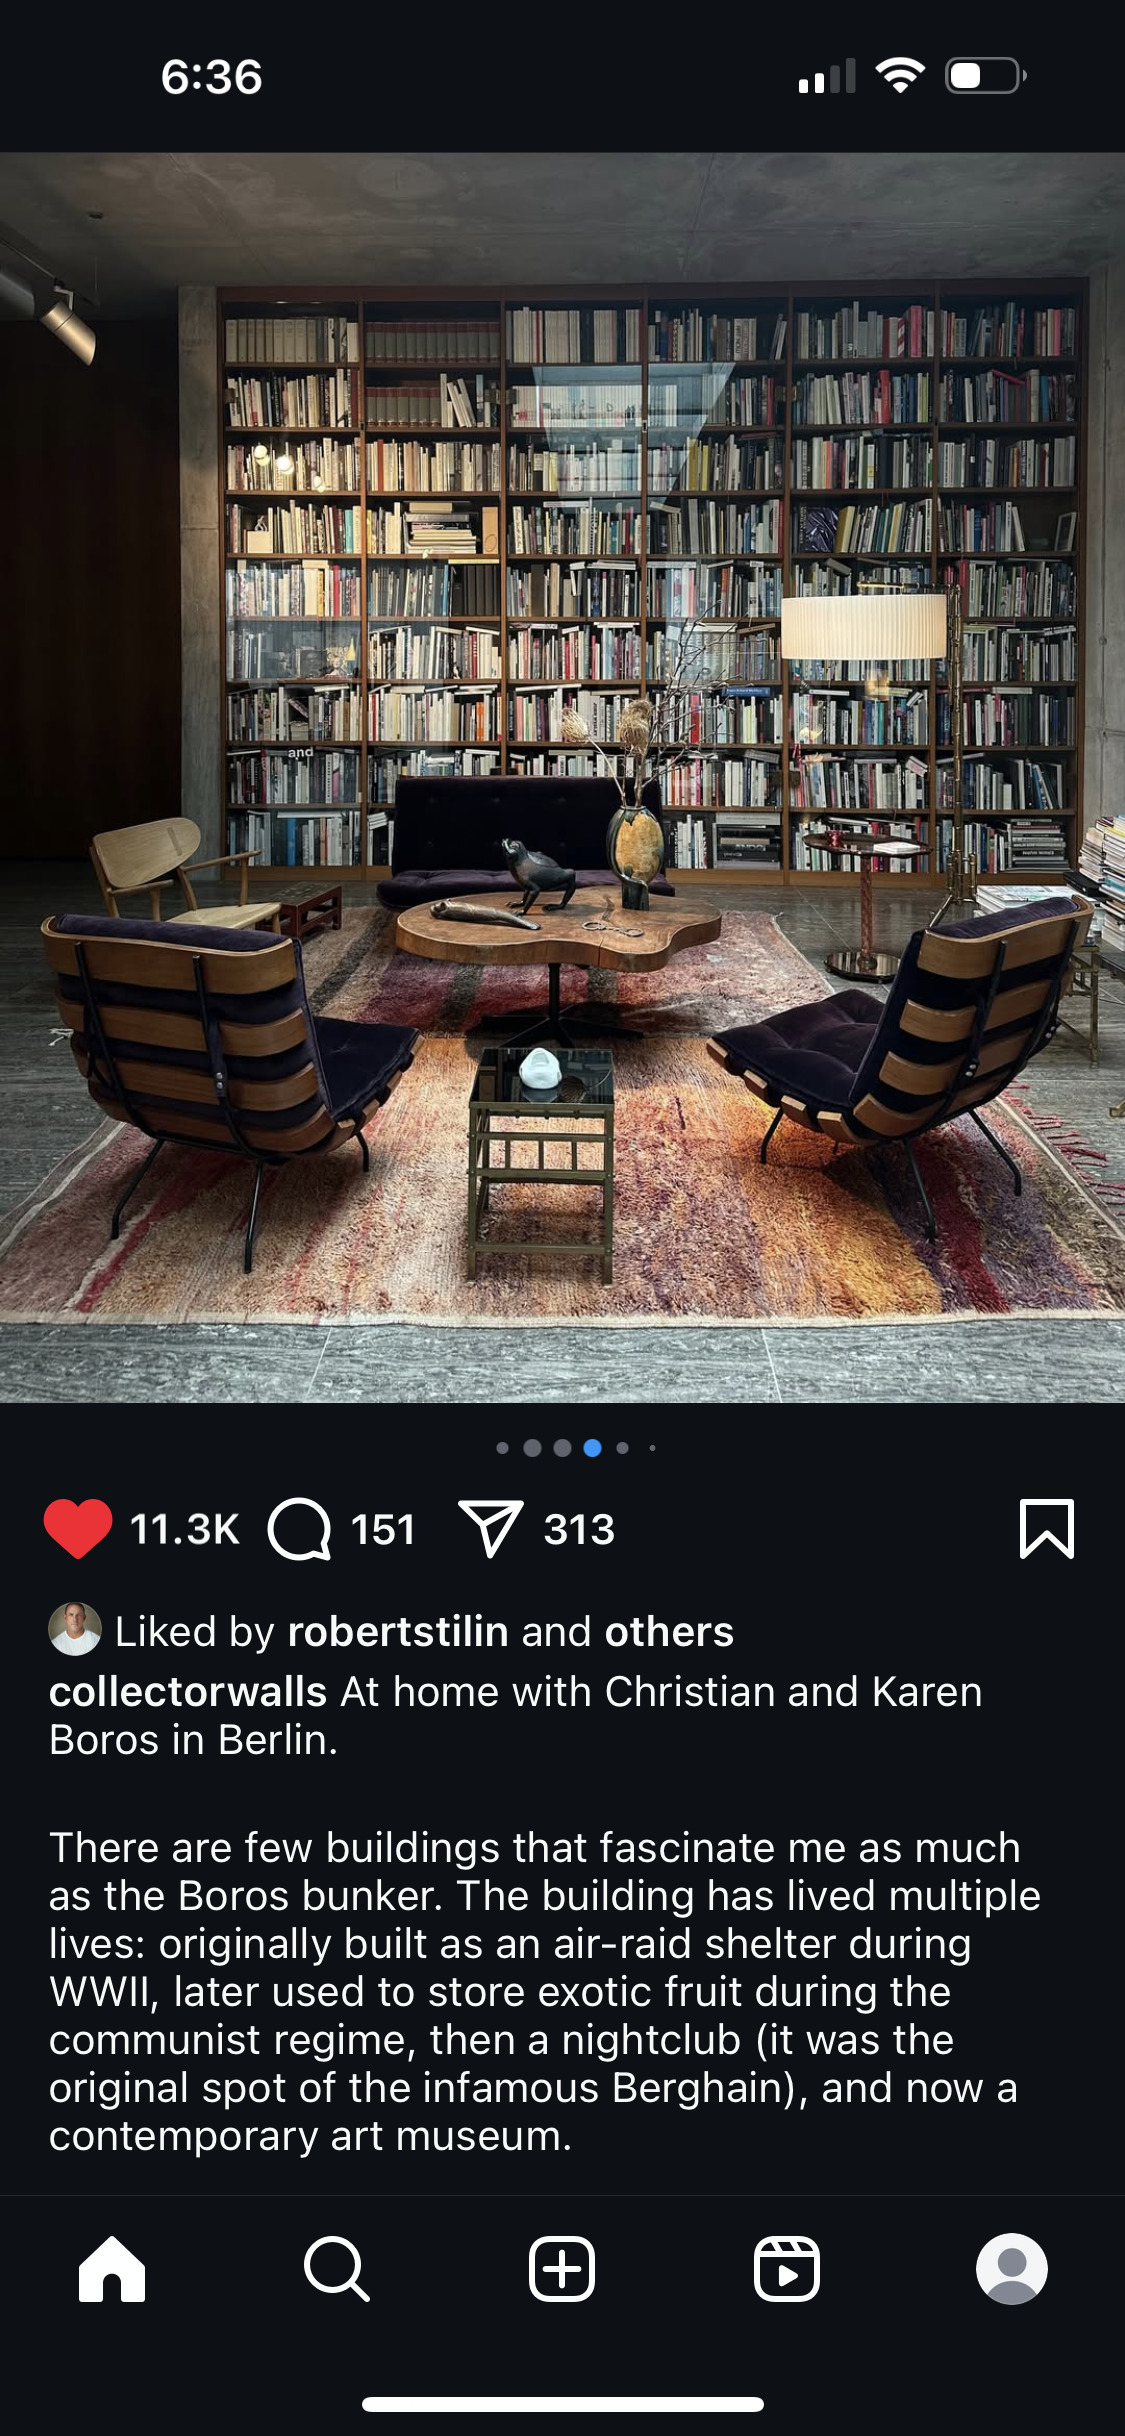 6:36
and
11.3K 151 313
Liked by robertstilin and others
collectorwalls At home with Christian and Karen
Boros in Berlin.
There are few buildings that fascinate me as much
as the Boros bunker. The building has lived multiple
lives: originally built as an air-raid shelter during
WWII, later used to store exotic fruit during the
communist regime, then a nightclub (it was the
original spot of the infamous Berghain), and now a
contemporary art museum.